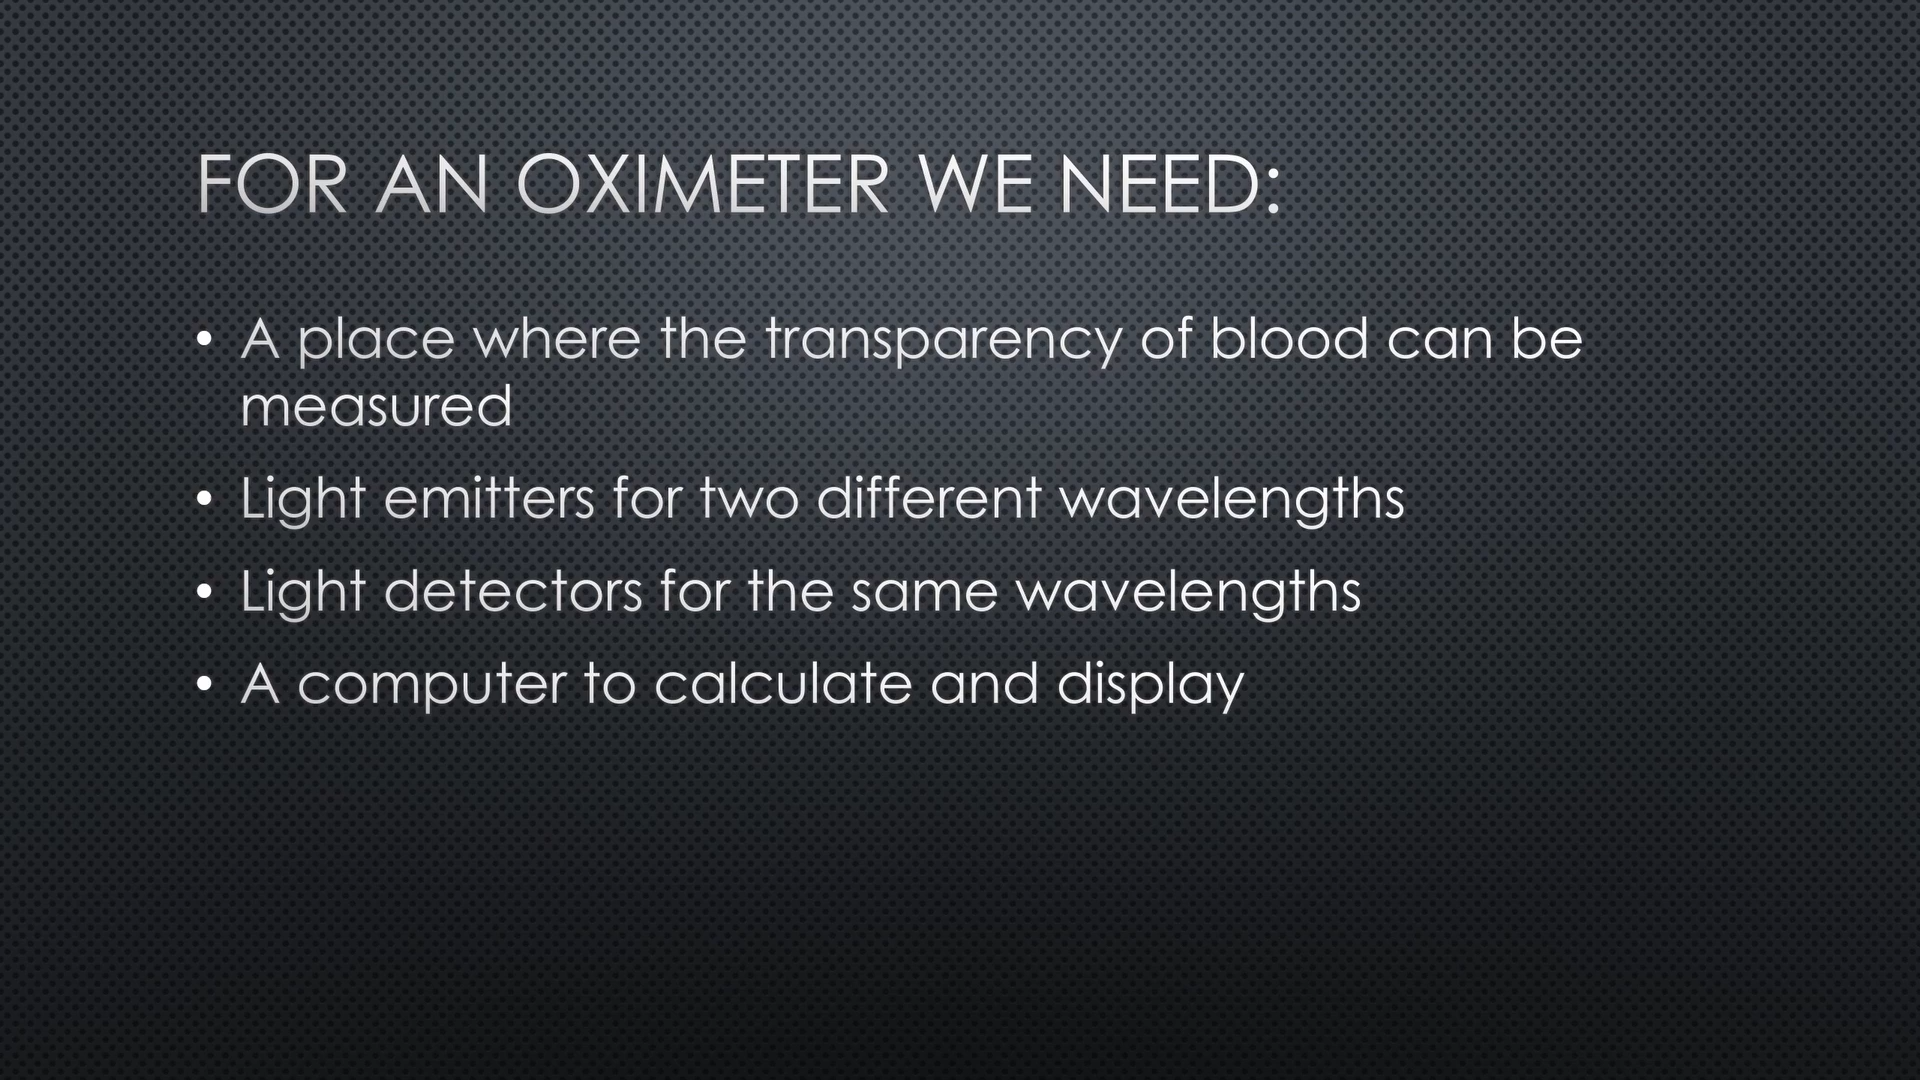 FOR AN OXIMETER WE NEED:
• A place where the transparency of blood can be
measured
• Light emitters for two different wavelengths
• Light detectors for the same wavelengths
• A computer to calculate and display